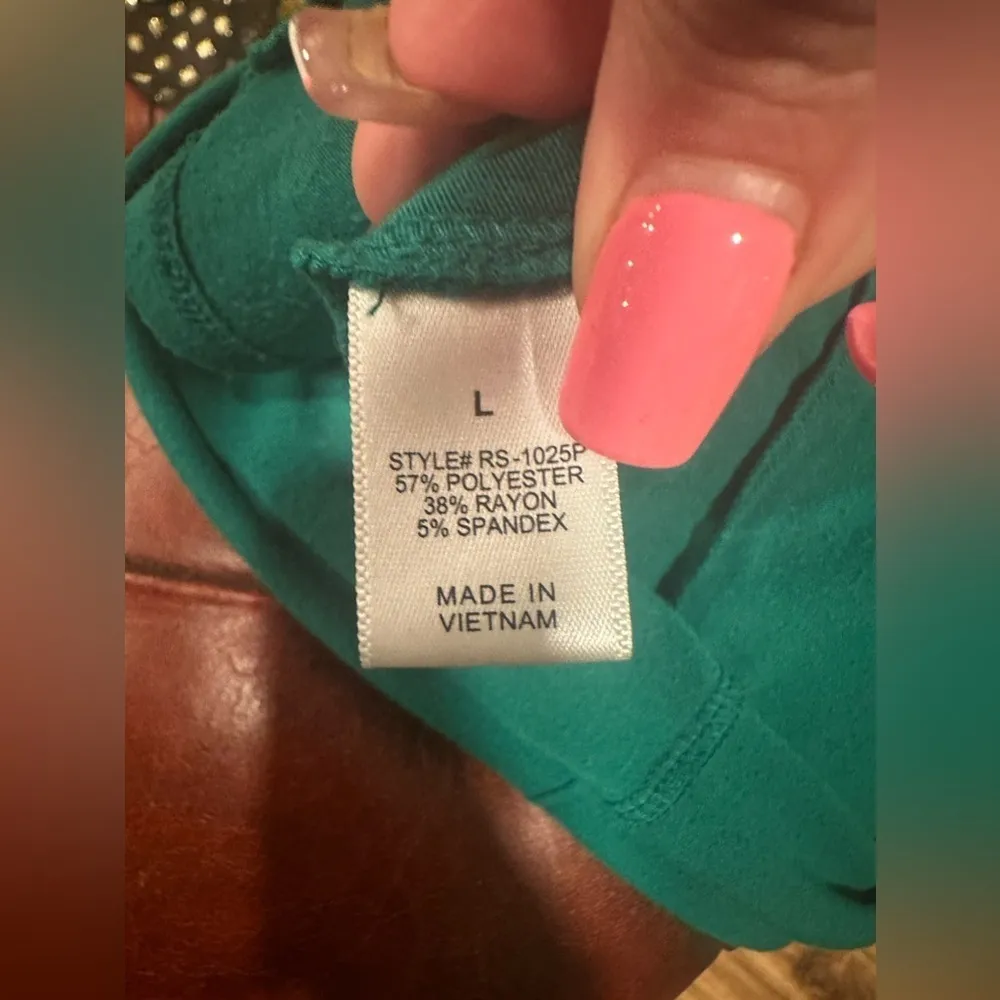 L
STYLE# RS-1025P
57% POLYESTER
38% RAYON
5% SPANDEX
MADE IN
VIETNAM